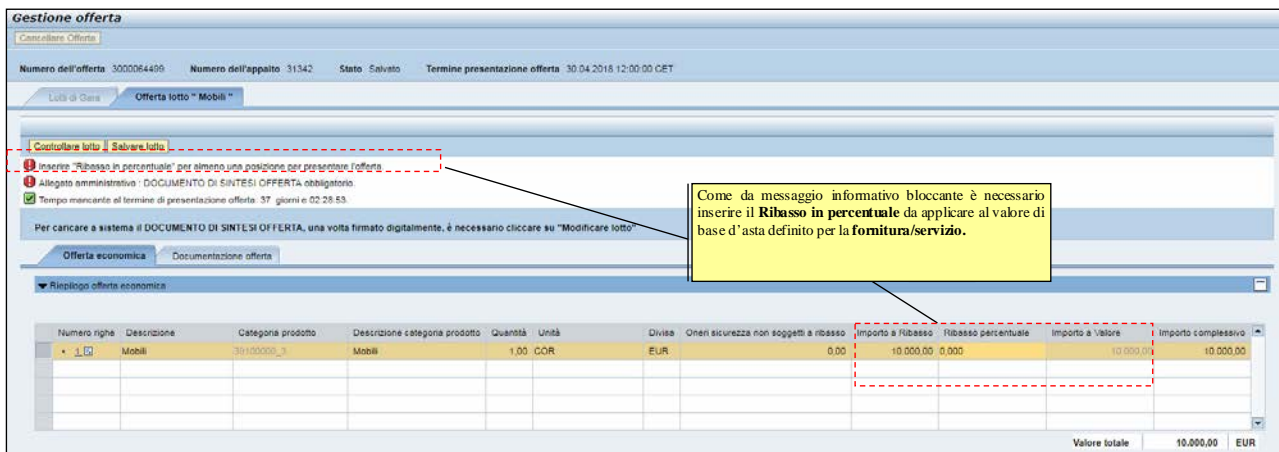 Gestione offerta
Cancellare Offerta
Numero dell'offerta 3000064499 Numero dell'appalto 31342 Stato Salvato Termine presentazione offerta 30.04.2018 12:00:00 CET
Lotti di Gara Offerta lotto " Mobili "
Controllare lotto Salvare lotto
Inserire "Ribasso in percentuale" per almeno una posizione per presentare l'offerta.
Allegato amministrativo : DOCUMENTO DI SINTESI OFFERTA obbligatorio.
Tempo mancante al termine di presentazione offerta: 37 giorni e 02:28:53.
Come da messaggio informativo bloccante è necessario
inserire il Ribasso in percentuale da applicare al valore di
base d'asta definito per la fornitura/servizio.
Per caricare a sistema il DOCUMENTO DI SINTESI OFFERTA, una volta firmato digitalmente, è necessario cliccare su "Modificare lotto"
Offerta economica Documentazione offerta
Riepilogo offerta economica
Numero righe Descrizione Categoria prodotto Descrizione categoria prodotto Quantità Unità Divisa Oneri sicurezza non soggetti a ribasso Importo a Ribasso Ribasso percentuale Importo a Valore Importo complessivo
• 1 Mobili 39100000_3 Mobili 1,00 COR EUR 0,00 10.000,00 0,000 10.000,00 10.000,00
Valore totale 10.000,00 EUR